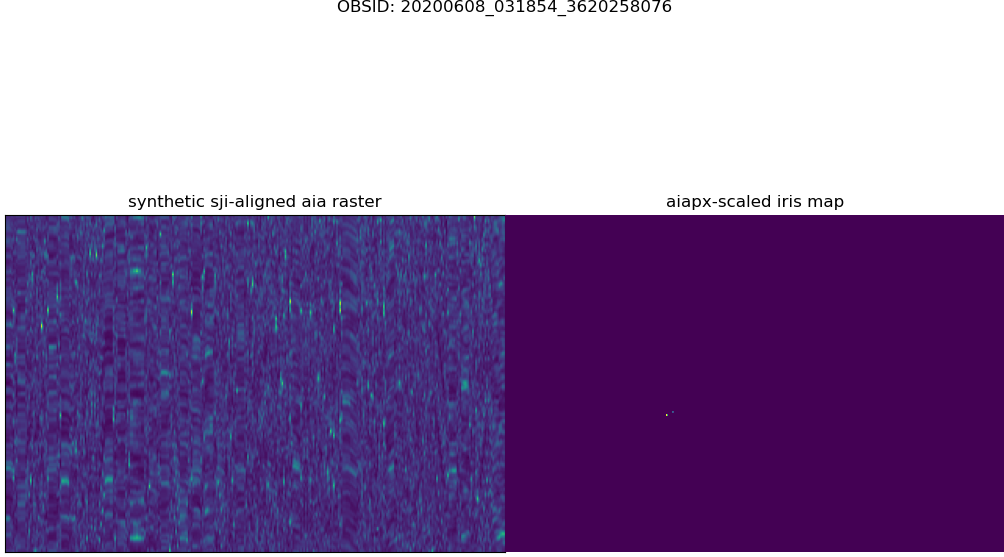 OBSID: 20200608_031854_3620258076
synthetic sji-aligned aia raster
aiapx-scaled iris map